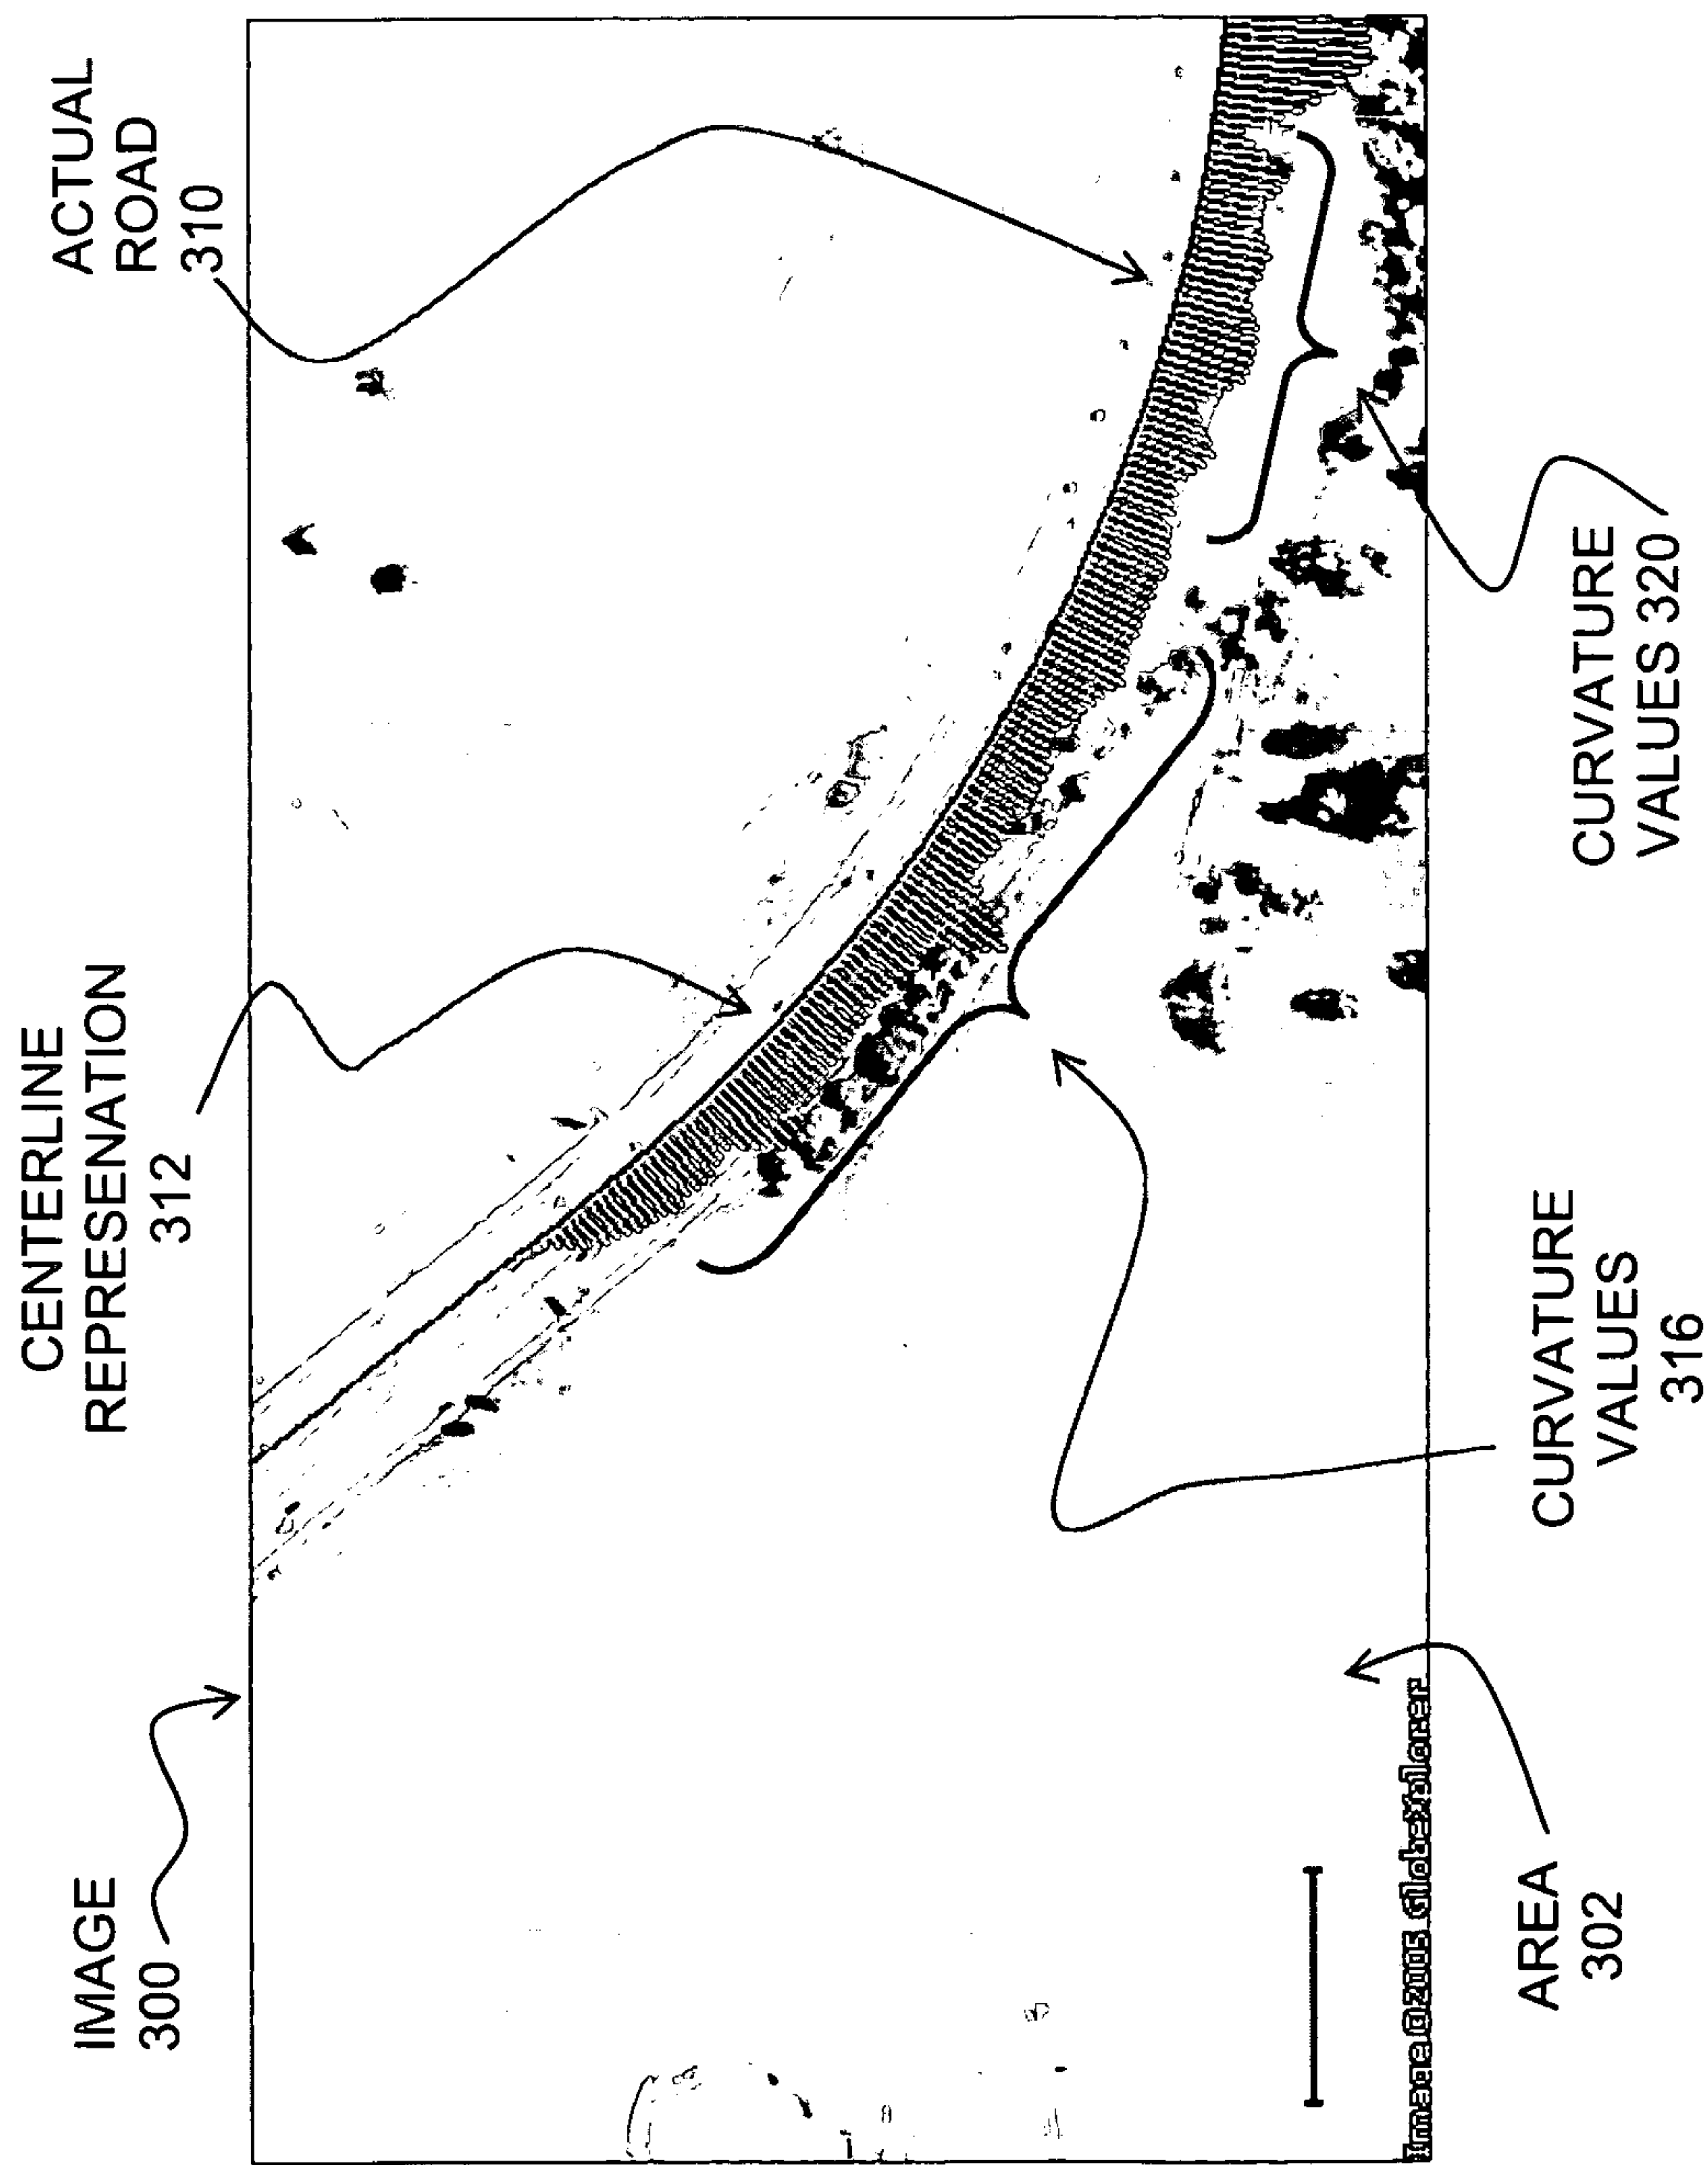 IMAGE
300
CENTERLINE
REPRESENATION
312
ACTUAL
ROAD
310
AREA
302
CURVATURE
VALUES
316
CURVATURE
VALUES 320
Image©2005 Globexplorer